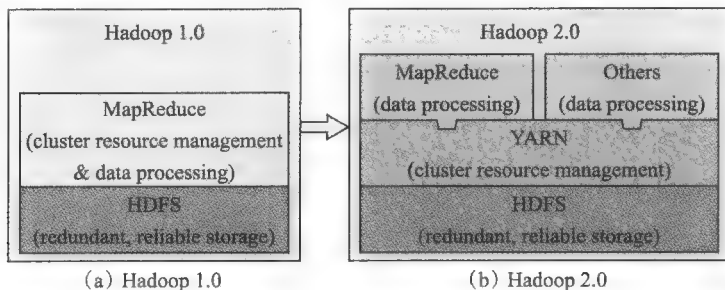 Hadoop 1.0
MapReduce
(cluster resource management
& data processing)
HDFS
(redundant, reliable storage)
(a) Hadoop 1.0
Hadoop 2.0
MapReduce
(data processing)
Others
(data processing)
YARN
(cluster resource management)
HDFS
(redundant, reliable storage)
(b) Hadoop 2.0